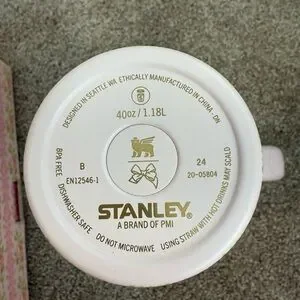 DESIGNED IN SEATTLE WA ETHICALLY MANUFACTURED IN CHINA - DN
40oz / 1.18L
BPA FREE
B
EN12546-1
24
20-05804
STANLEY®
A BRAND OF PMI
DISHWASHER SAFE DO NOT MICROWAVE USING STRAW WITH HOT DRINKS MAY SCALD